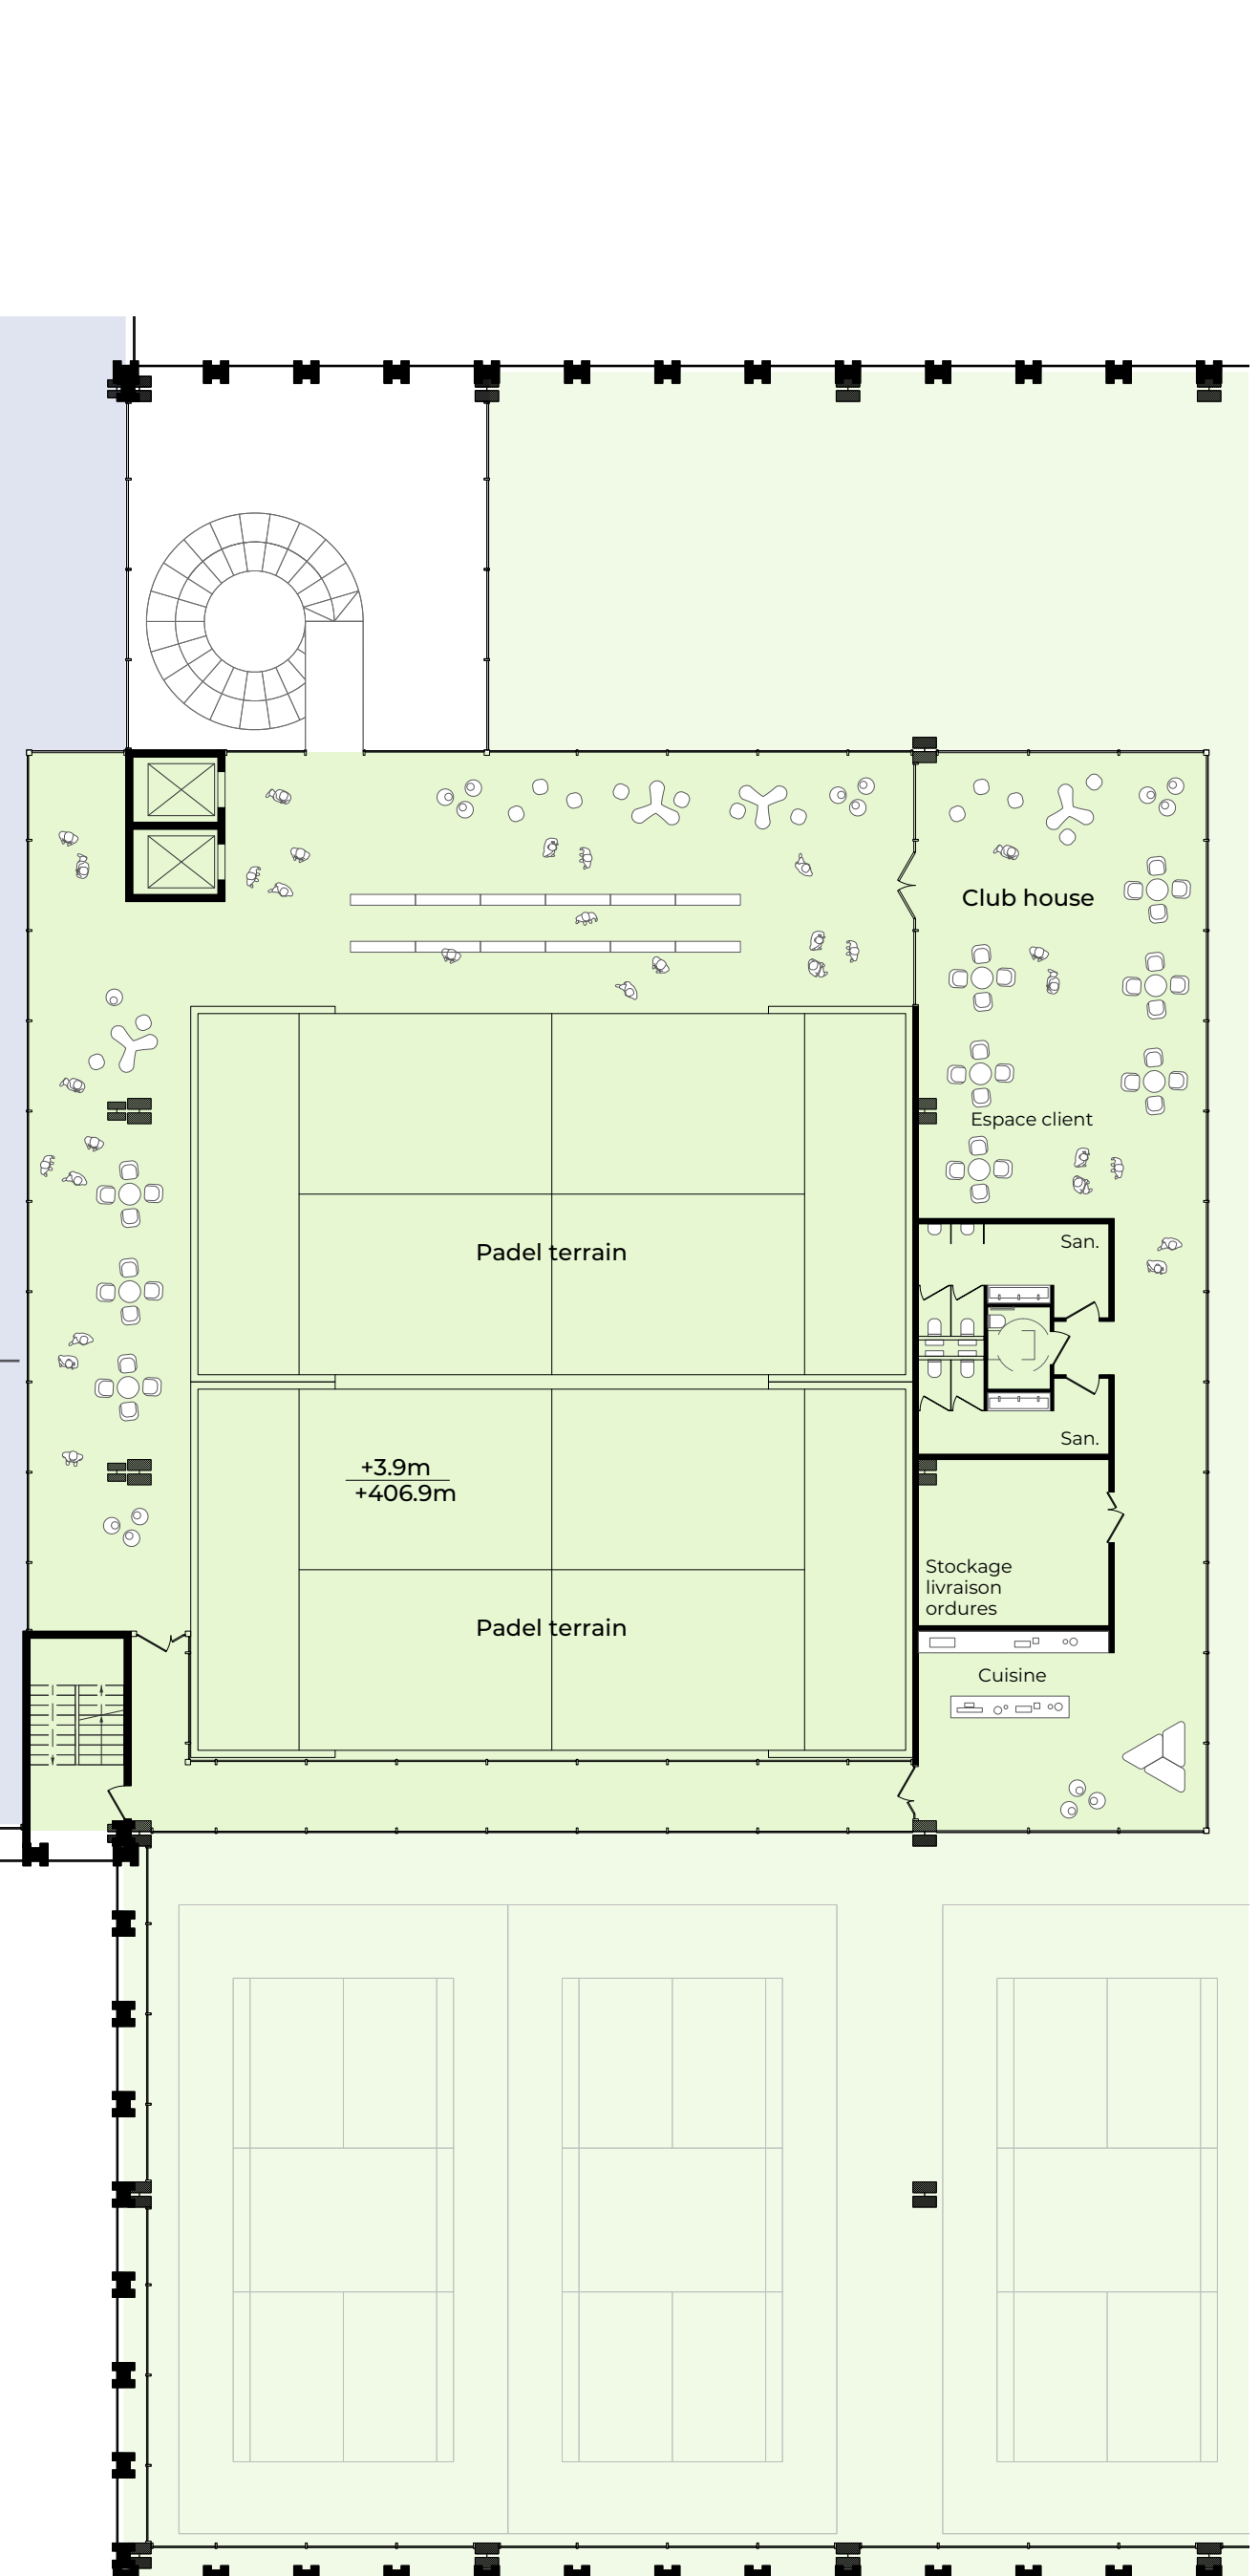 Club house
Espace client
San.
Padel terrain
San.
+3.9m
+406.9m
Stockage
livraison
ordures
Padel terrain
Cuisine